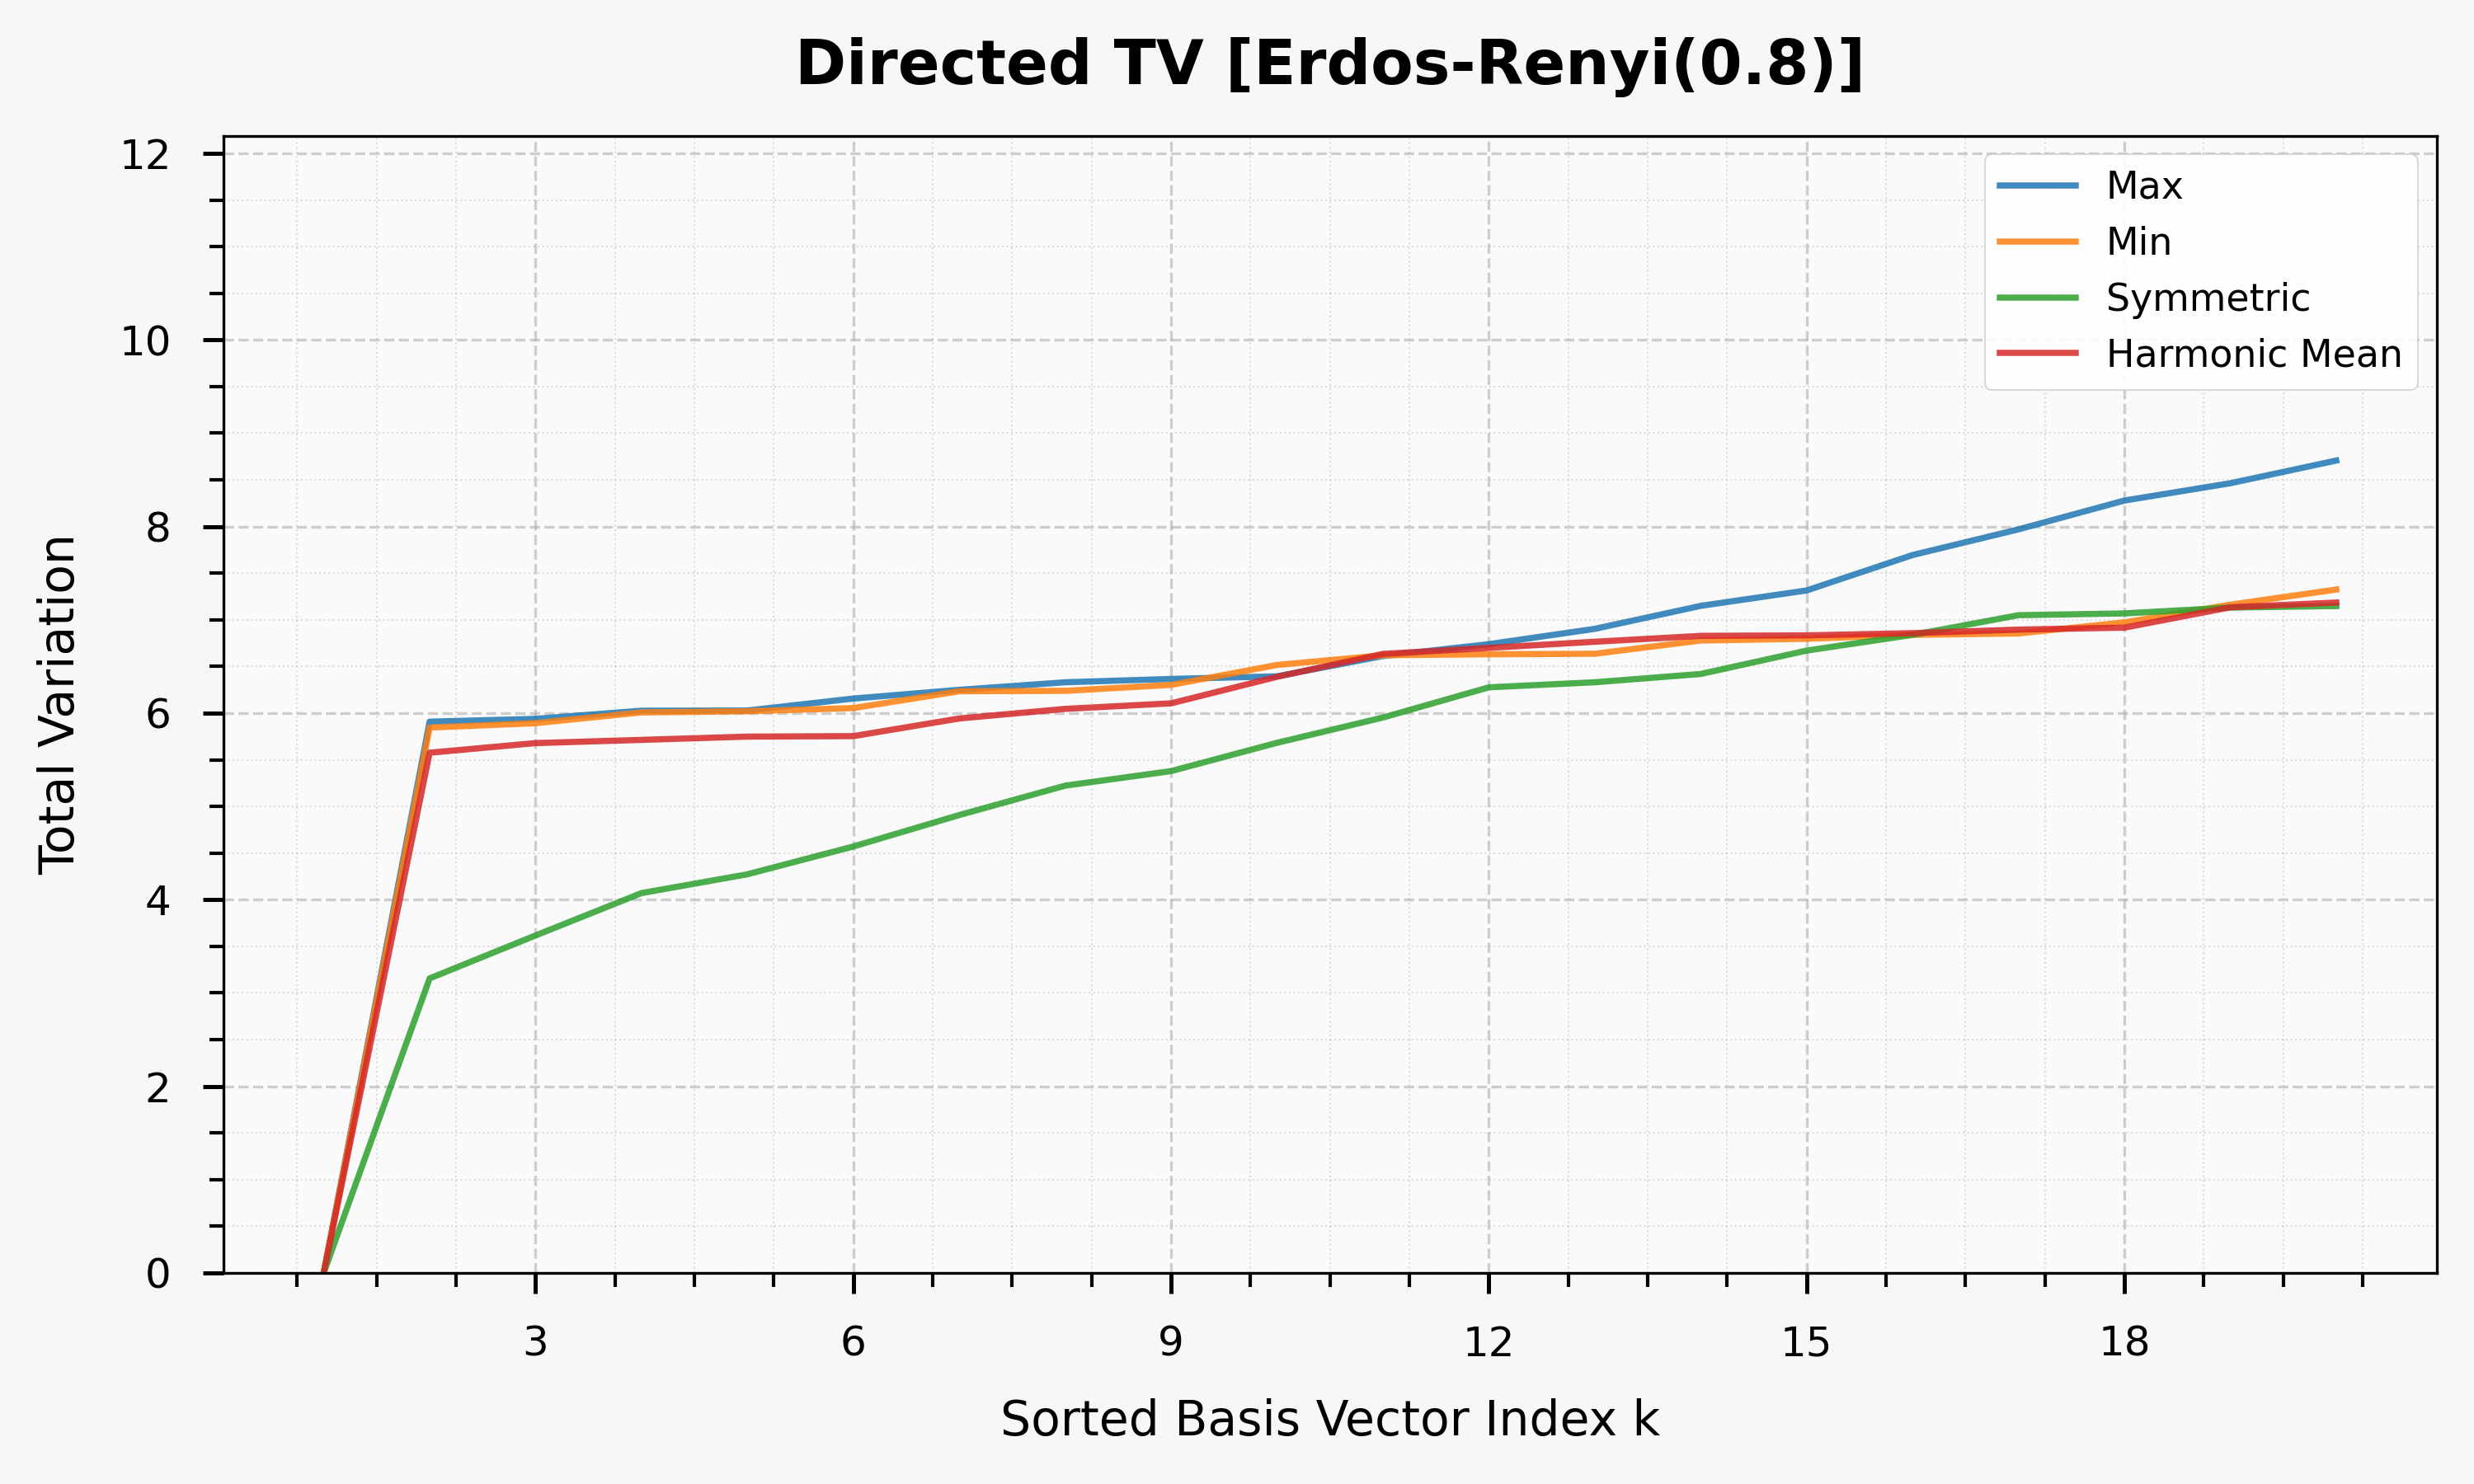 Directed TV [Erdos-Renyi(0.8)]
12
10
8
6
4
2
0
Total Variation
Max
Min
Symmetric
Harmonic Mean
3 6 9 12 15 18
Sorted Basis Vector Index k